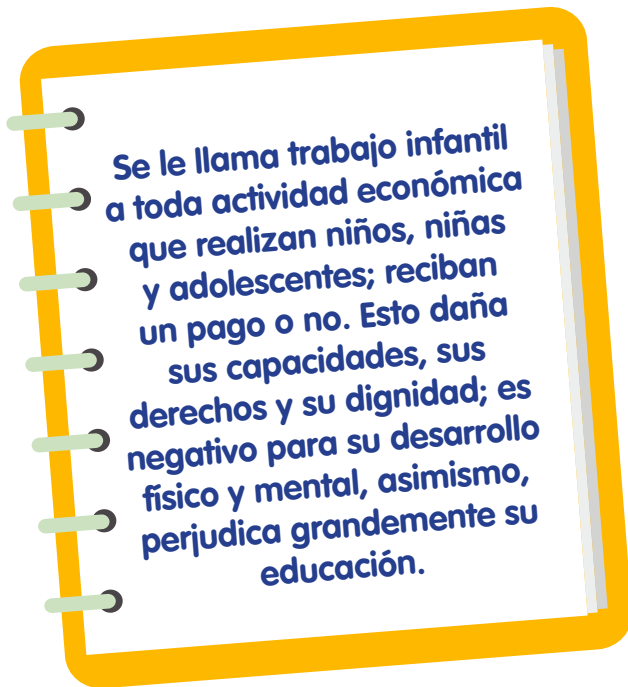 Se le llama trabajo infantil
a toda actividad económica
que realizan niños, niñas
y adolescentes; reciban
un pago o no. Esto daña
sus capacidades, sus
derechos y su dignidad; es
negativo para su desarrollo
físico y mental, asimismo,
perjudica grandemente su
educación.